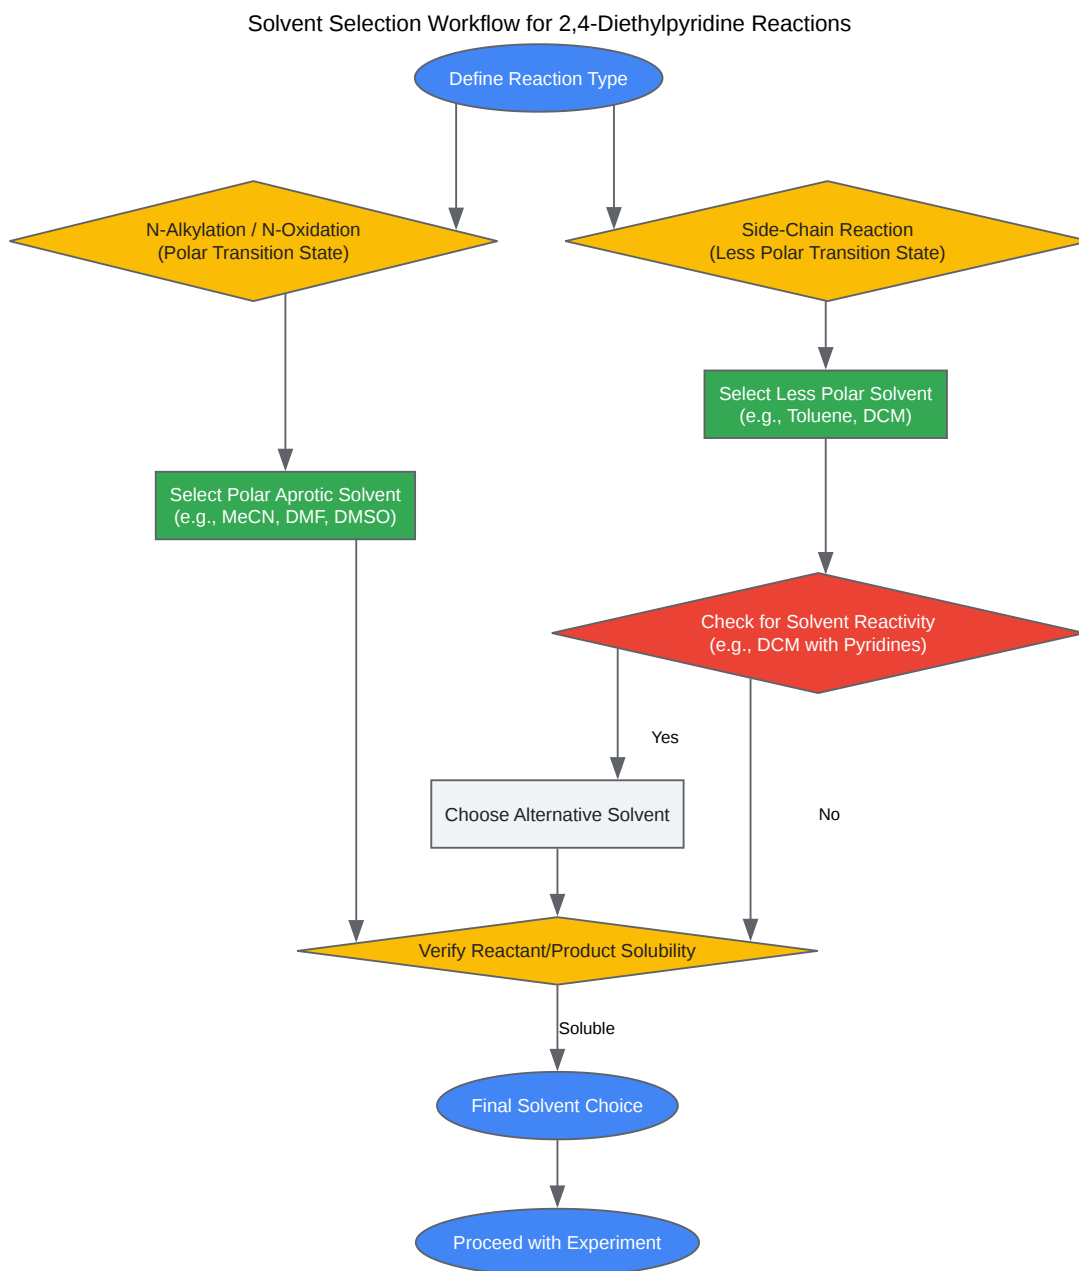 Solvent Selection Workflow for 2,4-Diethylpyridine Reactions
Define Reaction Type
N-Alkylation / N-Oxidation
(Polar Transition State)
Side-Chain Reaction
(Less Polar Transition State)
Select Less Polar Solvent
(e.g., Toluene, DCM)
Select Polar Aprotic Solvent
(e.g., MeCN, DMF, DMSO)
Check for Solvent Reactivity
(e.g., DCM with Pyridines)
Yes
Choose Alternative Solvent
No
Verify Reactant/Product Solubility
Soluble
Final Solvent Choice
Proceed with Experiment